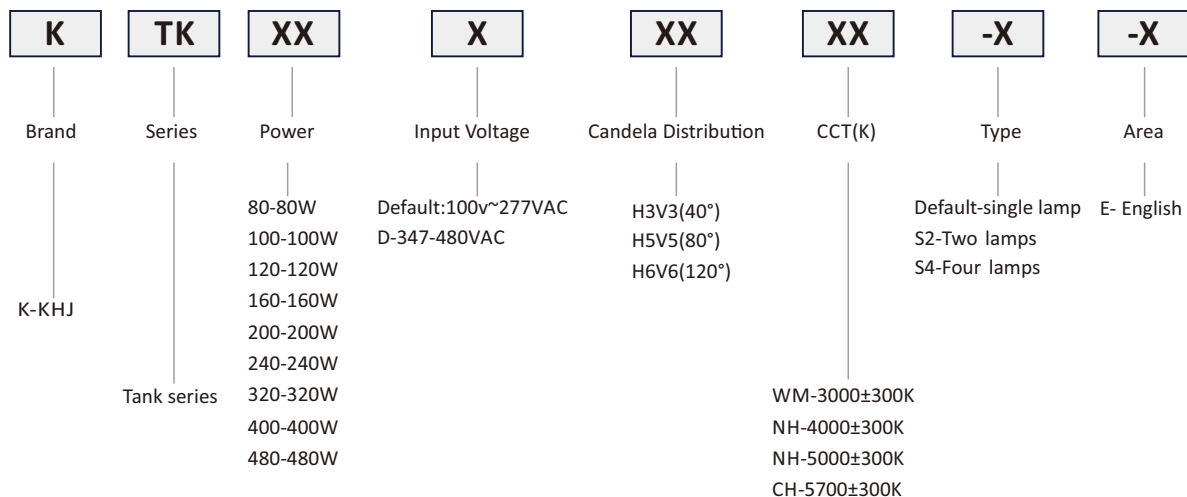 K TK XX X XX XX -X -X
Brand Series Power Input Voltage Candela Distribution CCT(K) Type Area
80-80W Default:100v~277VAC H3V3(40°) Default-single lamp E- English
100-100W D-347-480VAC H5V5(80°) S2-Two lamps
120-120W H6V6(120°) S4-Four lamps
160-160W
K-KHJ
200-200W
240-240W
Tank series 320-320W WM-3000±300K
400-400W NH-4000±300K
480-480W NH-5000±300K
CH-5700±300K